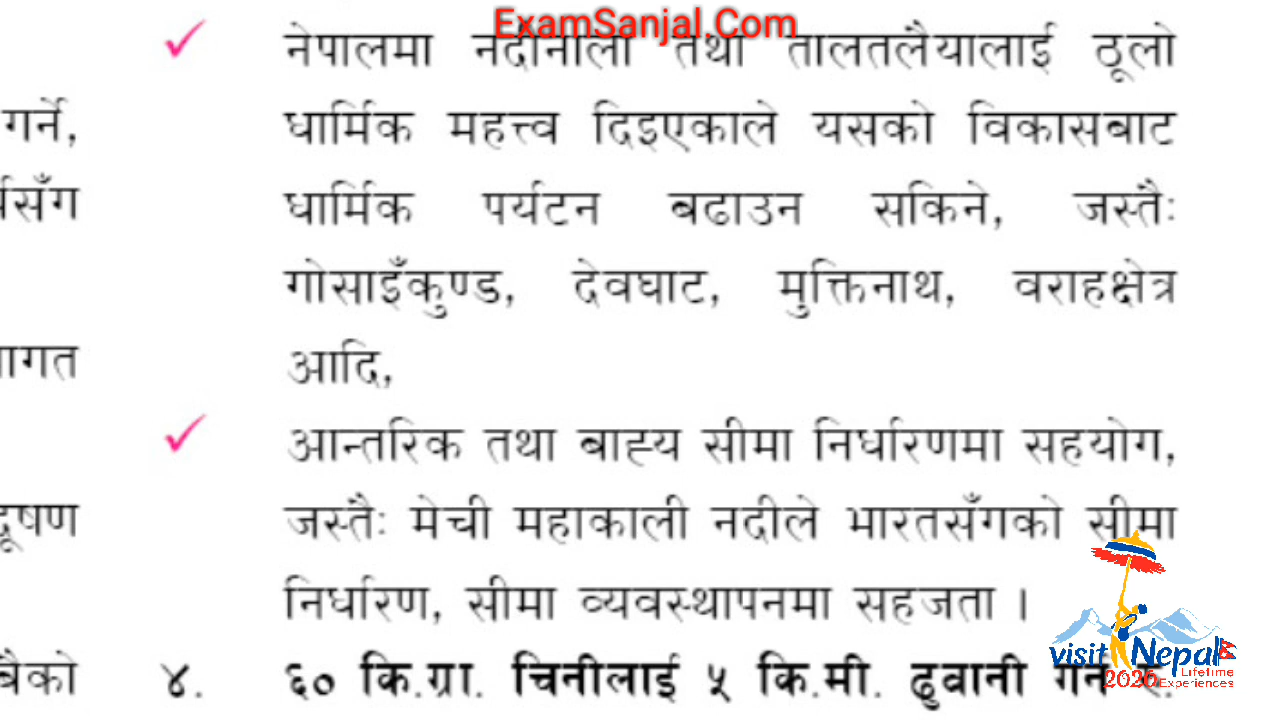 ExamSanjal.Com
नेपालमा नदीनाला तथा तालतलैयालाई ठूलो
गर्ने,
धार्मिक महत्त्व दिइएकाले यसको विकासबाट
सँग
धार्मिक पर्यटन बढाउन सकिने, जस्तैः
गोसाइँकुण्ड, देवघाट, मुक्तिनाथ, वराहक्षेत्र
ागत
आदि,
आन्तरिक तथा बाह्य सीमा निर्धारणमा सहयोग,
दूषण
जस्तैः मेची महाकाली नदीले भारतसँगको सीमा
निर्धारण, सीमा व्यवस्थापनमा सहजता ।
बैको
४. ६० कि.ग्रा. चिनीलाई ५ कि.मी. ढुवानी गर्न रु.
visit Nepal
2020 Lifetime Experiences